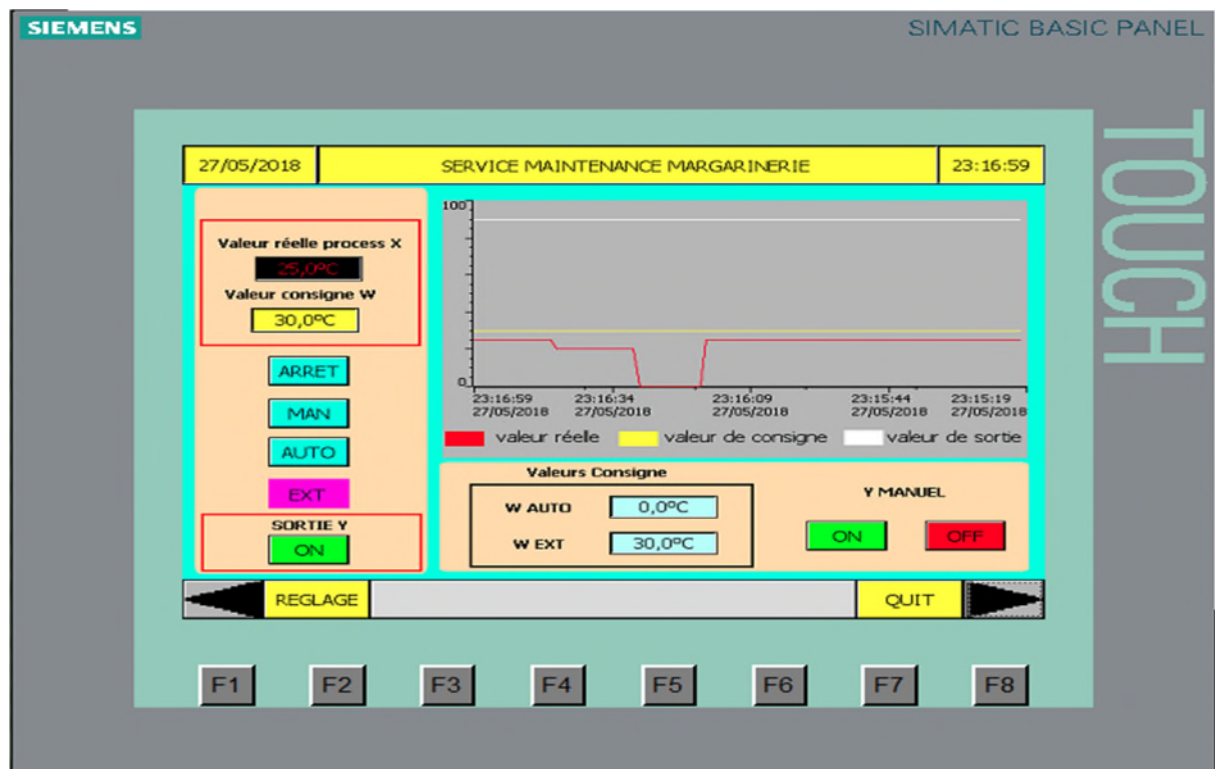 SIEMENS
SIMATIC BASIC PANEL
TOUCH
27/05/2018
SERVICE MAINTENANCE MARGARINERIE
23:16:59
Valeur réelle process X
25,0ºC
Valeur consigne W
30,0ºC
ARRET
MAN
AUTO
EXT
SORTIE Y
ON
100
0
23:16:59 23:16:34 23:16:09 23:15:44 23:15:19
27/05/2018 27/05/2018 27/05/2018 27/05/2018 27/05/2018
valeur réelle valeur de consigne valeur de sortie
Valeurs Consigne
W AUTO 0,0ºC
W EXT 30,0ºC
Y MANUEL
ON OFF
REGLAGE
QUIT
F1 F2 F3 F4 F5 F6 F7 F8